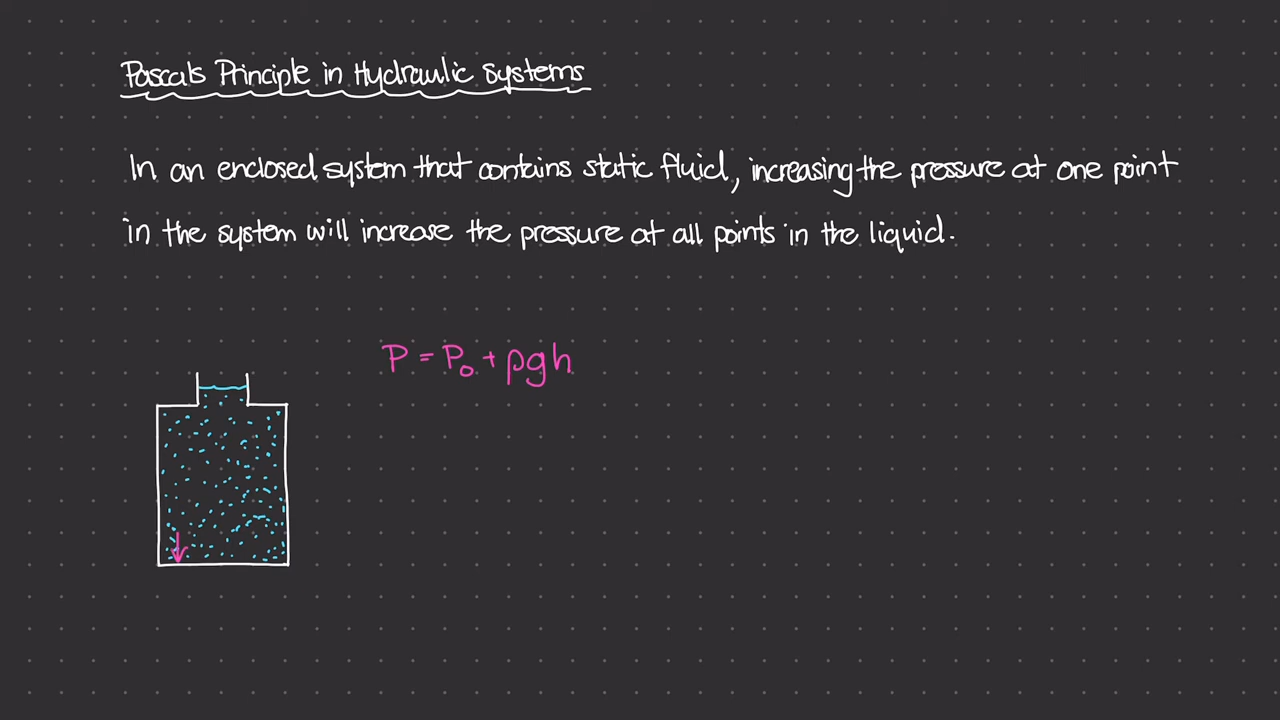 Pascals Principle in Hydraulic Systems
In an enclosed system that contains static fluid, increasing the pressure at one point
in the system will increase the pressure at all points in the liquid.
P = P₀ + ρgh